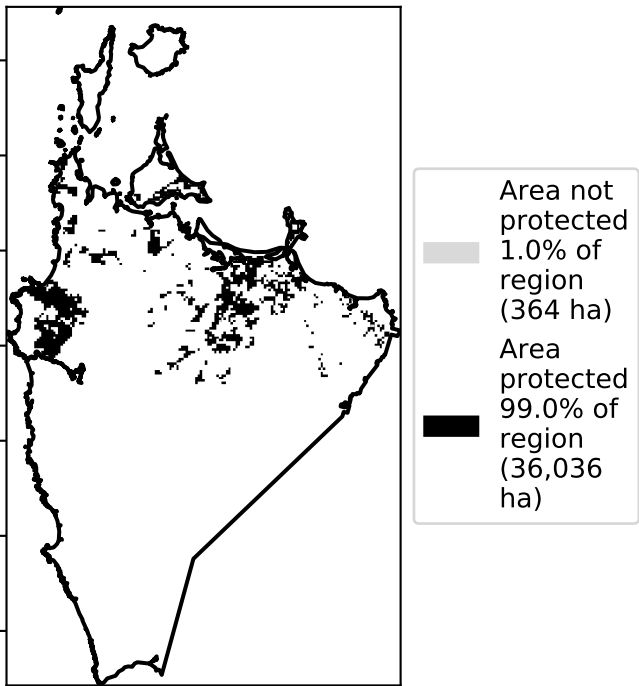 Area not
protected
1.0% of
region
(364 ha)
Area
protected
99.0% of
region
(36,036
ha)